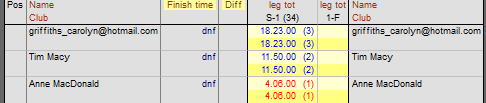 Pos Name Finish time Diff leg tot leg tot Name
Club S-1 (34) 1-F Club
griffiths_carolyn@hotmail.com dnf 18.23.00 (3) griffiths_carolyn@hotmail.com
18.23.00 (3)
Tim Macy dnf 11.50.00 (2) Tim Macy
11.50.00 (2)
Anne MacDonald dnf 4.06.00 (1) Anne MacDonald
4.06.00 (1)